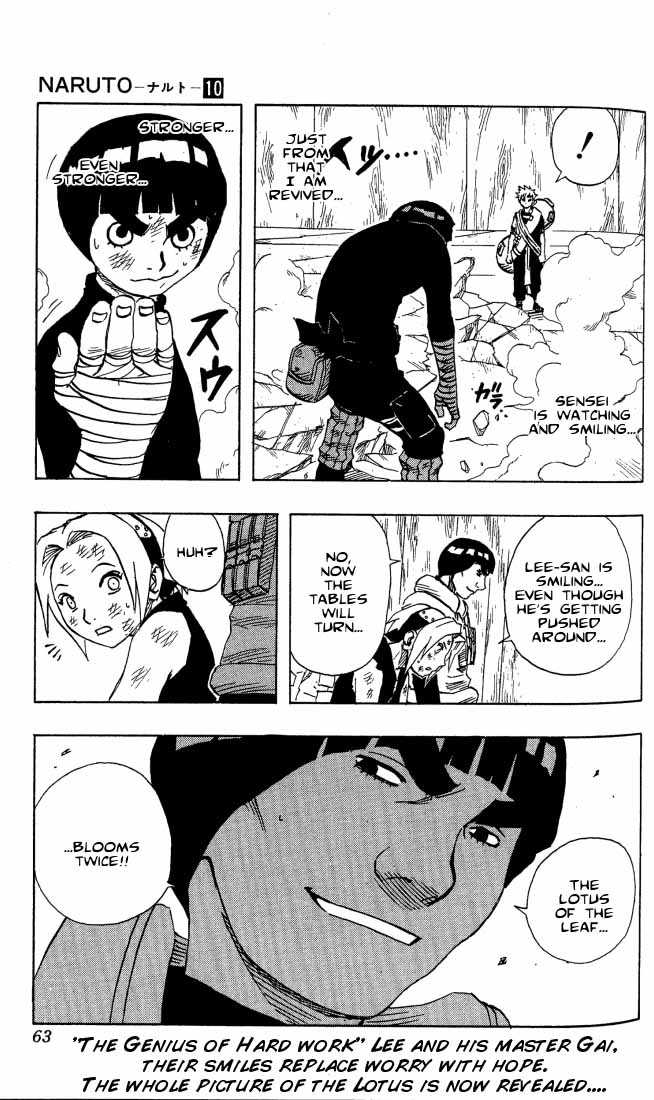 NARUTO—ナルト—10
!
JUST
FROM
THAT
I AM
REVIVED...
クッ....
ガラ
SENSEI
IS WATCHING
AND SMILING...
STRONGER...
EVEN
STRONGER...
スゥ
LEE-SAN IS
SMILING...
EVEN THOUGH
HE'S GETTING
PUSHED
AROUND...
NO,
NOW
THE
TABLES
WILL
TURN...
HUH?
THE
LOTUS
OF THE
LEAF...
...BLOOMS
TWICE!!
63
"THE GENIUS OF HARD WORK" LEE AND HIS MASTER GAI,
THEIR SMILES REPLACE WORRY WITH HOPE.
THE WHOLE PICTURE OF THE LOTUS IS NOW REVEALED....